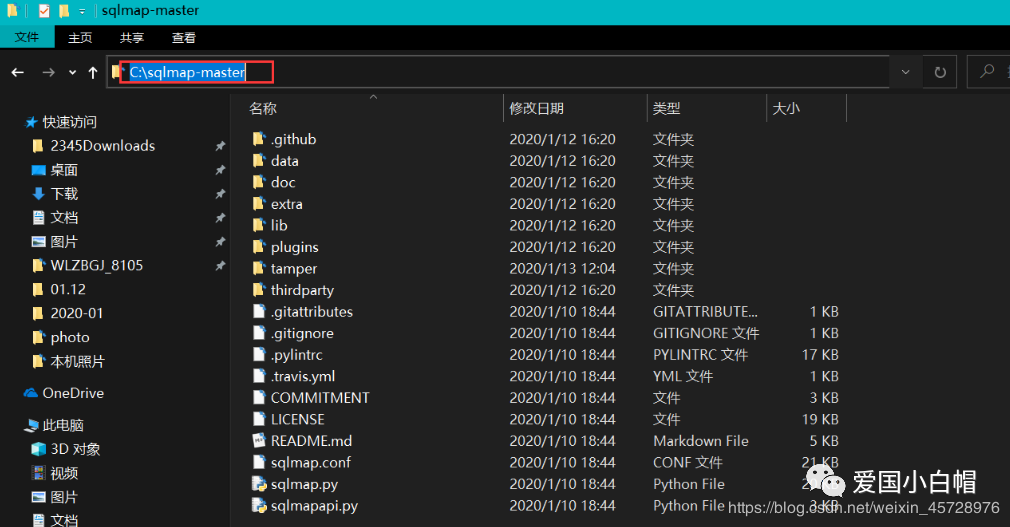 sqlmap-master
文件 主页 共享 查看
C:\sqlmap-master
名称 修改日期 类型 大小
快速访问
2345Downloads
桌面
下载
文档
图片
WLZBGJ_8105
01.12
2020-01
photo
本机照片
OneDrive
此电脑
3D 对象
视频
图片
文档
.github 2020/1/12 16:20 文件夹
data 2020/1/12 16:20 文件夹
doc 2020/1/12 16:20 文件夹
extra 2020/1/12 16:20 文件夹
lib 2020/1/12 16:20 文件夹
plugins 2020/1/12 16:20 文件夹
tamper 2020/1/13 12:04 文件夹
thirdparty 2020/1/12 16:20 文件夹
.gitattributes 2020/1/10 18:44 GITATTRIBUTE... 1 KB
.gitignore 2020/1/10 18:44 GITIGNORE 文件 1 KB
.pylintrc 2020/1/10 18:44 PYLINTRC 文件 17 KB
.travis.yml 2020/1/10 18:44 YML 文件 1 KB
COMMITMENT 2020/1/10 18:44 文件 3 KB
LICENSE 2020/1/10 18:44 文件 19 KB
README.md 2020/1/10 18:44 Markdown File 5 KB
sqlmap.conf 2020/1/10 18:44 CONF 文件 21 KB
sqlmap.py 2020/1/10 18:44 Python File
sqlmapapi.py 2020/1/10 18:44 Python File 3 KB
爱国小白帽
https://blog.csdn.net/weixin_45728976